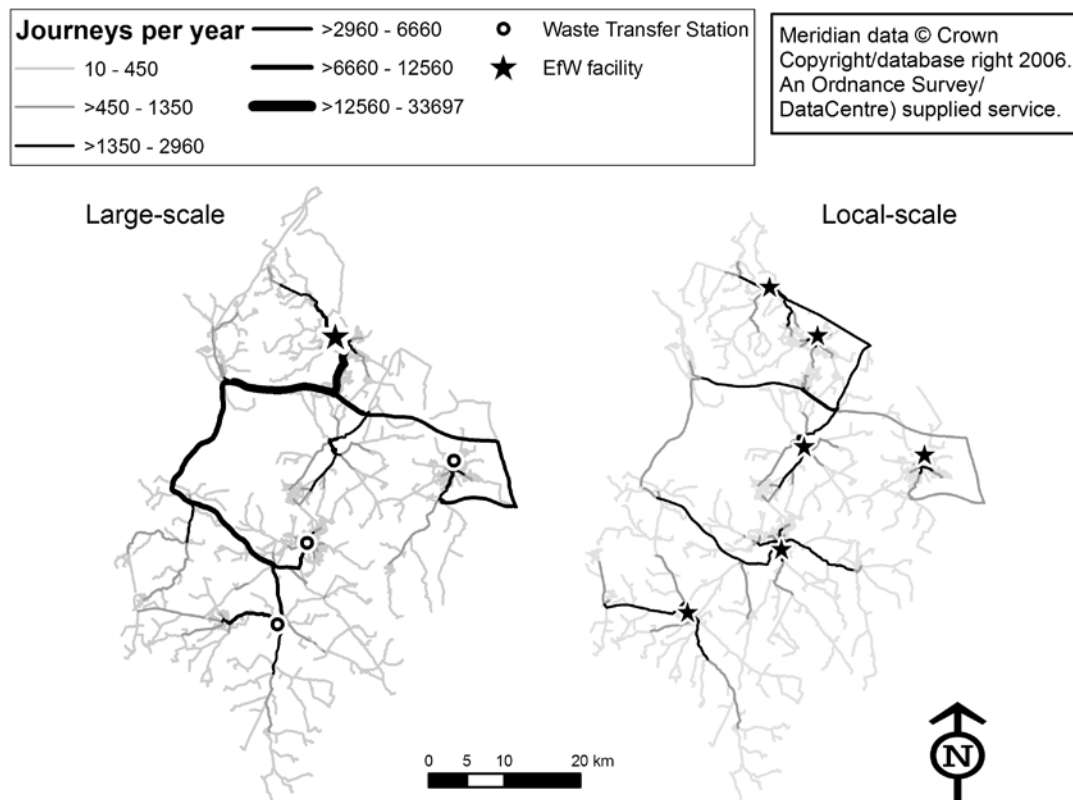 Journeys per year
10 - 450
>450 - 1350
>1350 - 2960
>2960 - 6660
>6660 - 12560
>12560 - 33697
Waste Transfer Station
EfW facility
Meridian data © Crown
Copyright/database right 2006.
An Ordnance Survey/
DataCentre) supplied service.
Large-scale
Local-scale
0 5 10 20 km
N